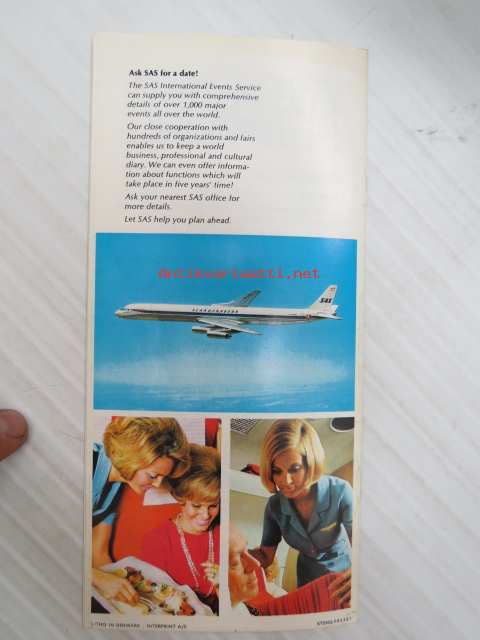 Ask SAS for a date!
The SAS International Events Service
can supply you with comprehensive
details of over 1,000 major
events all over the world.
Our close cooperation with
hundreds of organizations and fairs
enables us to keep a world
business, professional and cultural
diary. We can even offer informa-
tion about functions which will
take place in five years' time!
Ask your nearest SAS office for
more details.
Let SAS help you plan ahead.
Antikvariaatti.net
SCANDINAVIAN
SAS
LITHO IN DENMARK INTERPRINT A/S